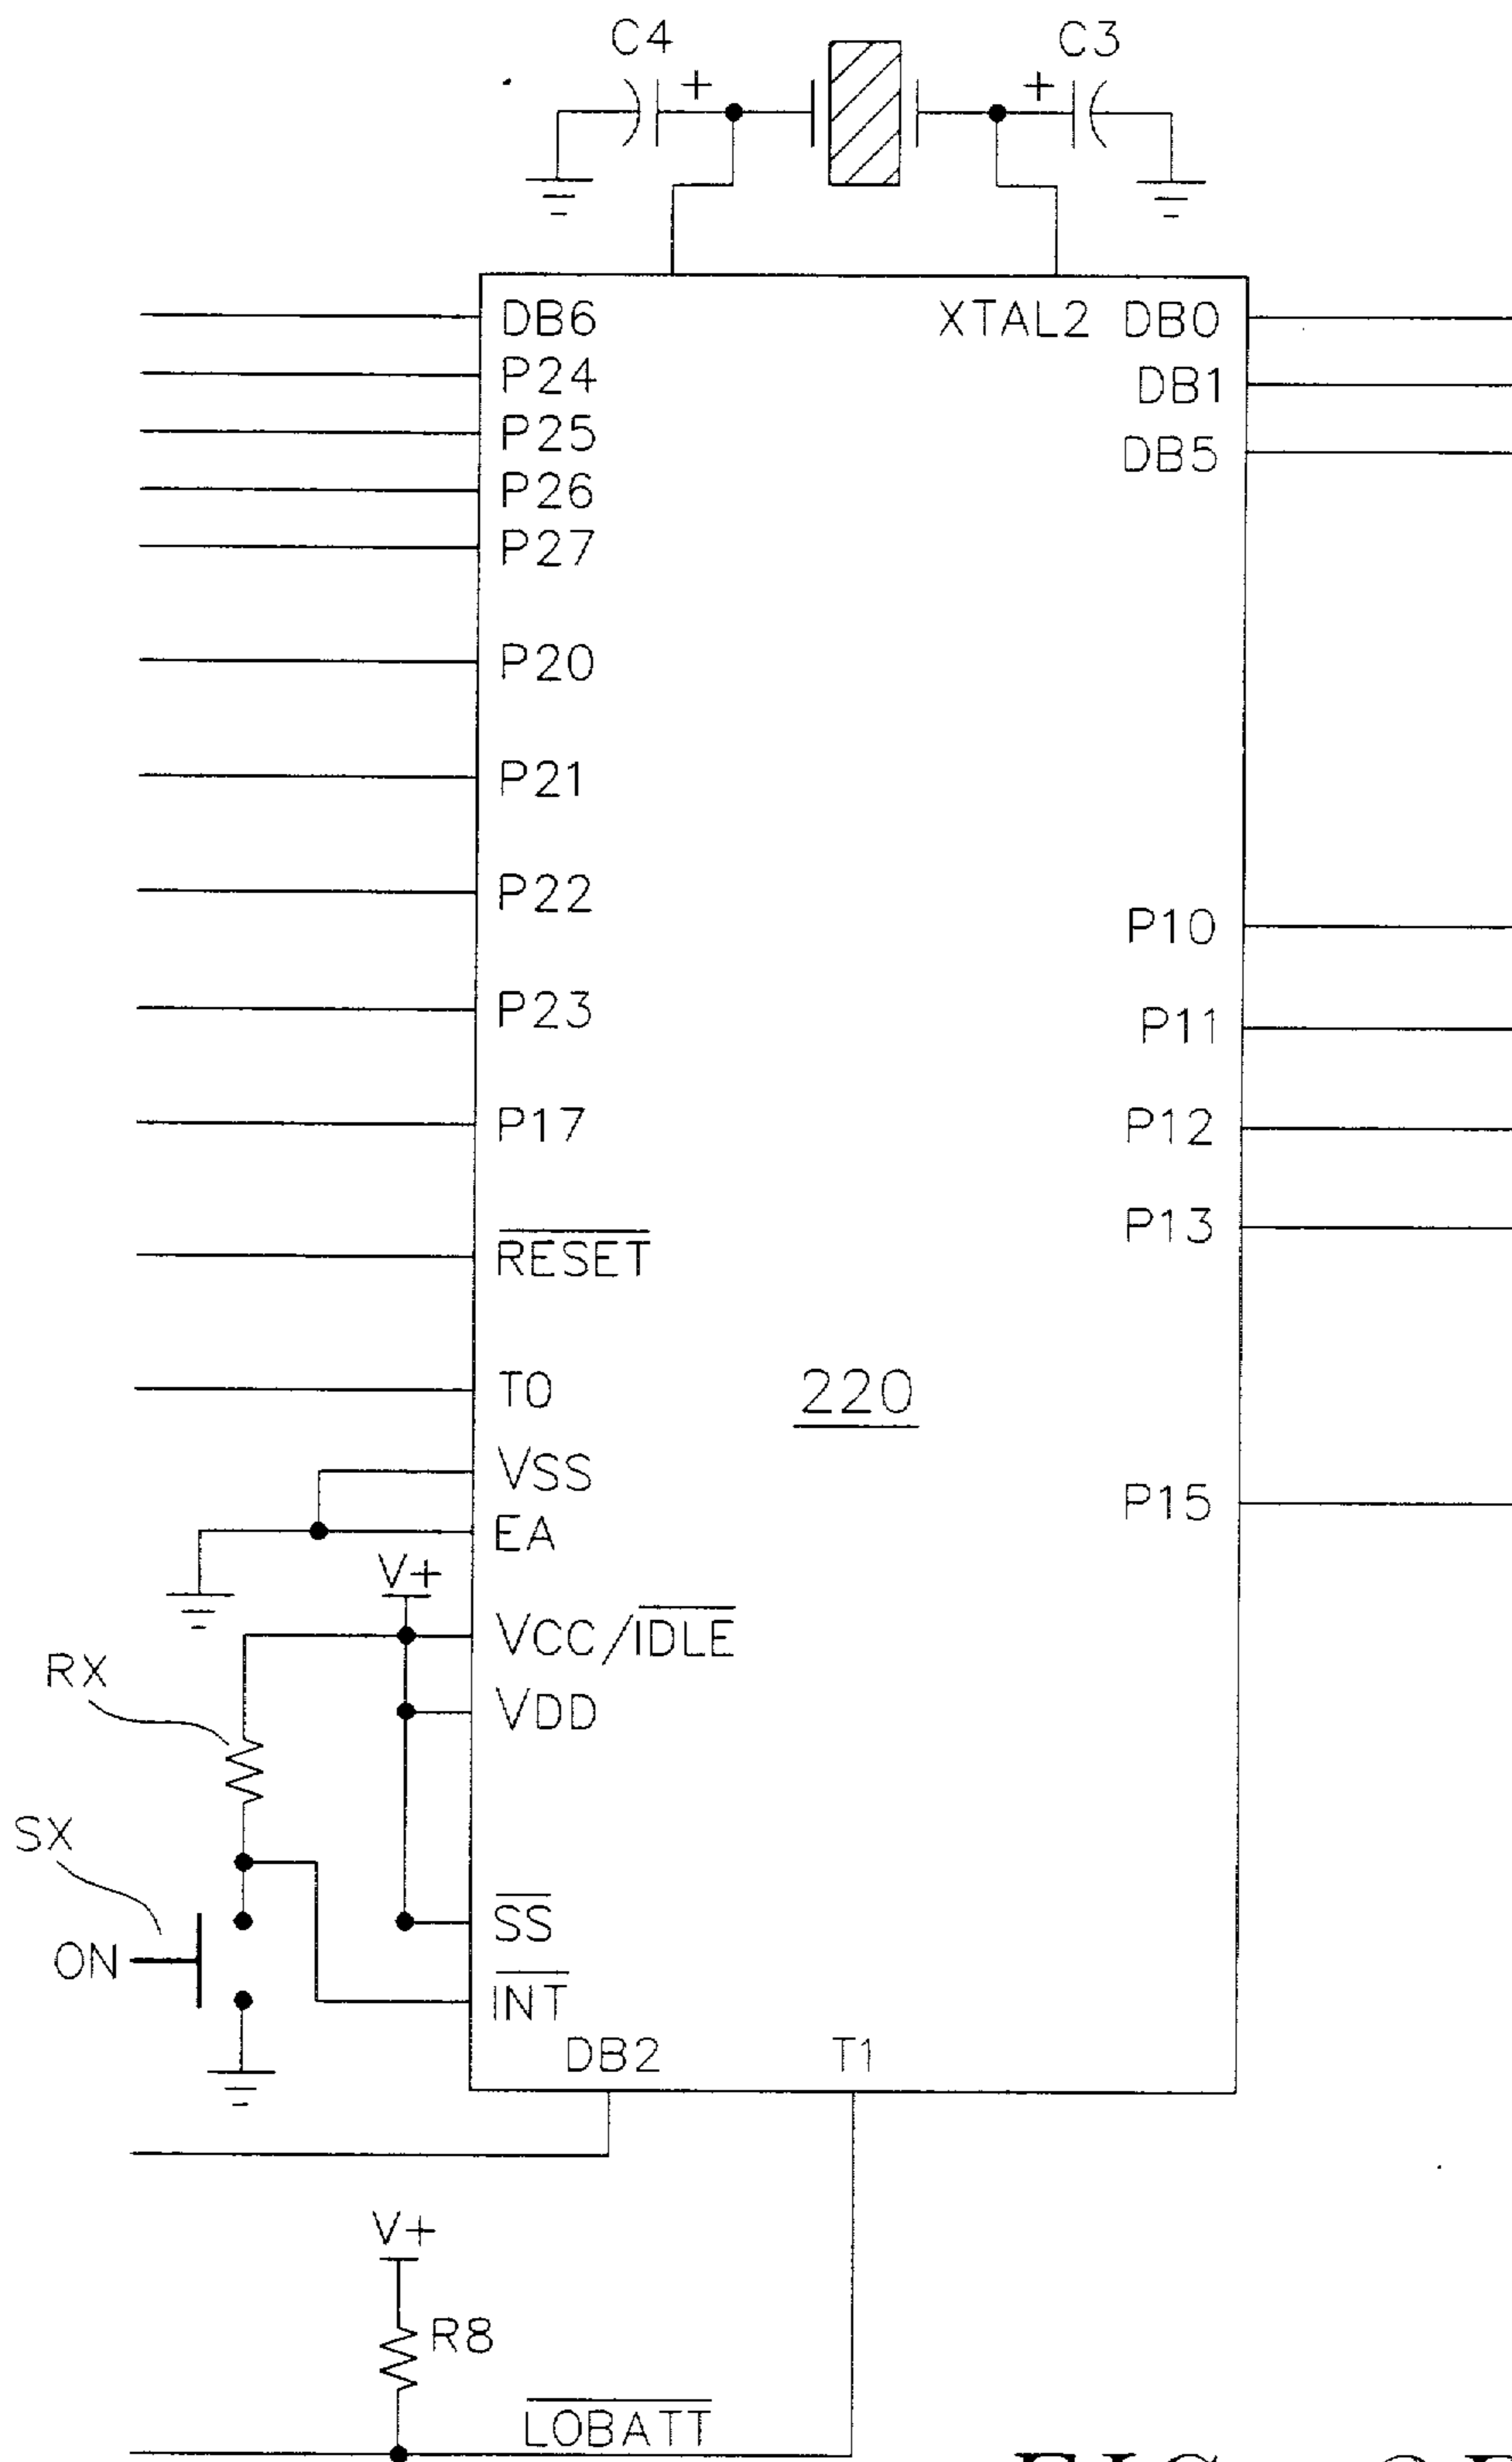 C4 + + C3
DB6 XTAL2 DB0
P24 DB1
P25 DB5
P26
P27
P20
P21
P22 P10
P23 P11
P17 P12
RESET P13
T0 220
VSS P15
EA
V+
VCC/IDLE
RX VDD
SX
SS
ON INT
DB2 T1
V+
R8
LOBATT